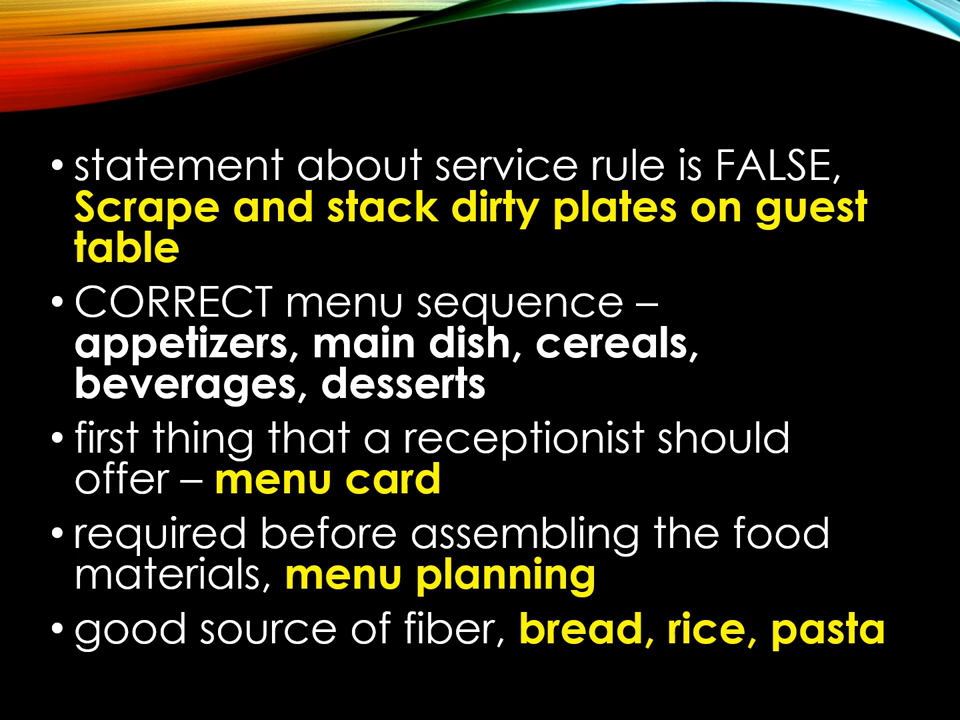 • statement about service rule is FALSE,
Scrape and stack dirty plates on guest
table
• CORRECT menu sequence –
appetizers, main dish, cereals,
beverages, desserts
• first thing that a receptionist should
offer – menu card
• required before assembling the food
materials, menu planning
• good source of fiber, bread, rice, pasta